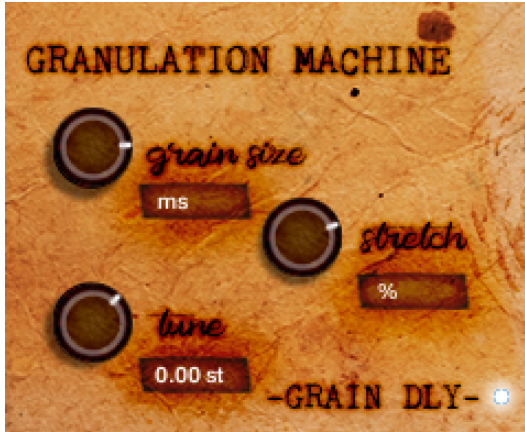 GRANULATION MACHINE
grain size
ms
stretch
%
tune
0.00 st
-GRAIN DLY-